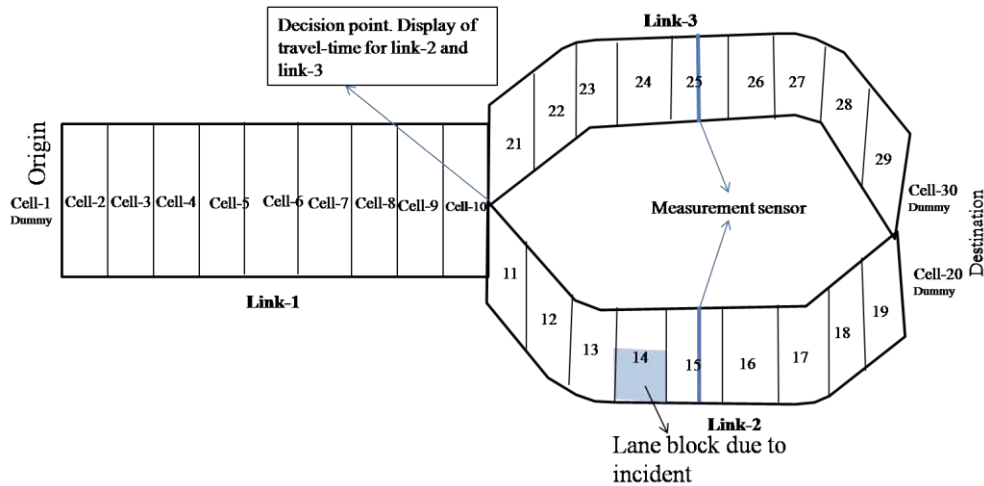 Decision point. Display of
travel-time for link-2 and
link-3
Link-3
21
22
23
24
25
26
27
28
29
Origin
Cell-1
Dummy
Cell-2
Cell-3
Cell-4
Cell-5
Cell-6
Cell-7
Cell-8
Cell-9
Cell-10
Measurement sensor
Cell-30
Dummy
Destination
Cell-20
Dummy
Link-1
11
12
13
14
15
16
17
18
19
Link-2
Lane block due to
incident